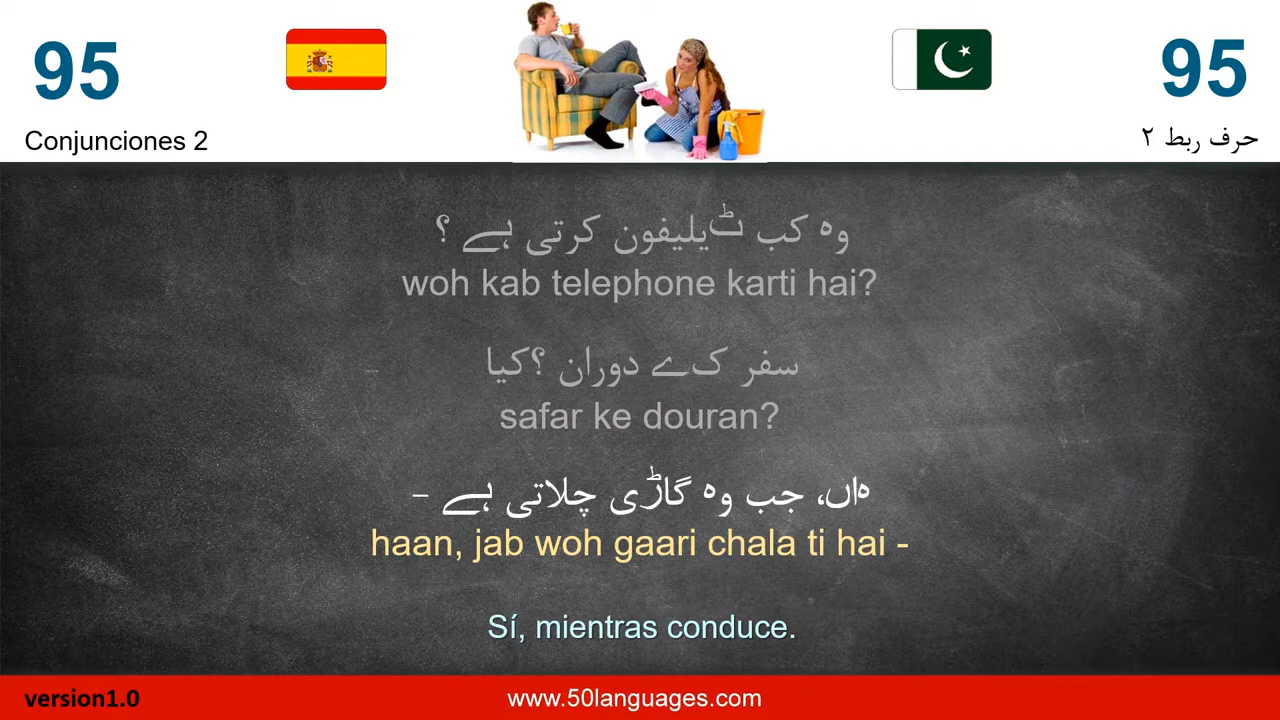 95
95
Conjunciones 2
حرف ربط ۲
وہ کب ٹیلیفون کرتی ہے ؟
woh kab telephone karti hai?
سفر کے دوران ؟کیا
safar ke douran?
ہاں، جب وہ گاڑی چلاتی ہے –
haan, jab woh gaari chala ti hai -
Sí, mientras conduce.
version1.0
www.50languages.com